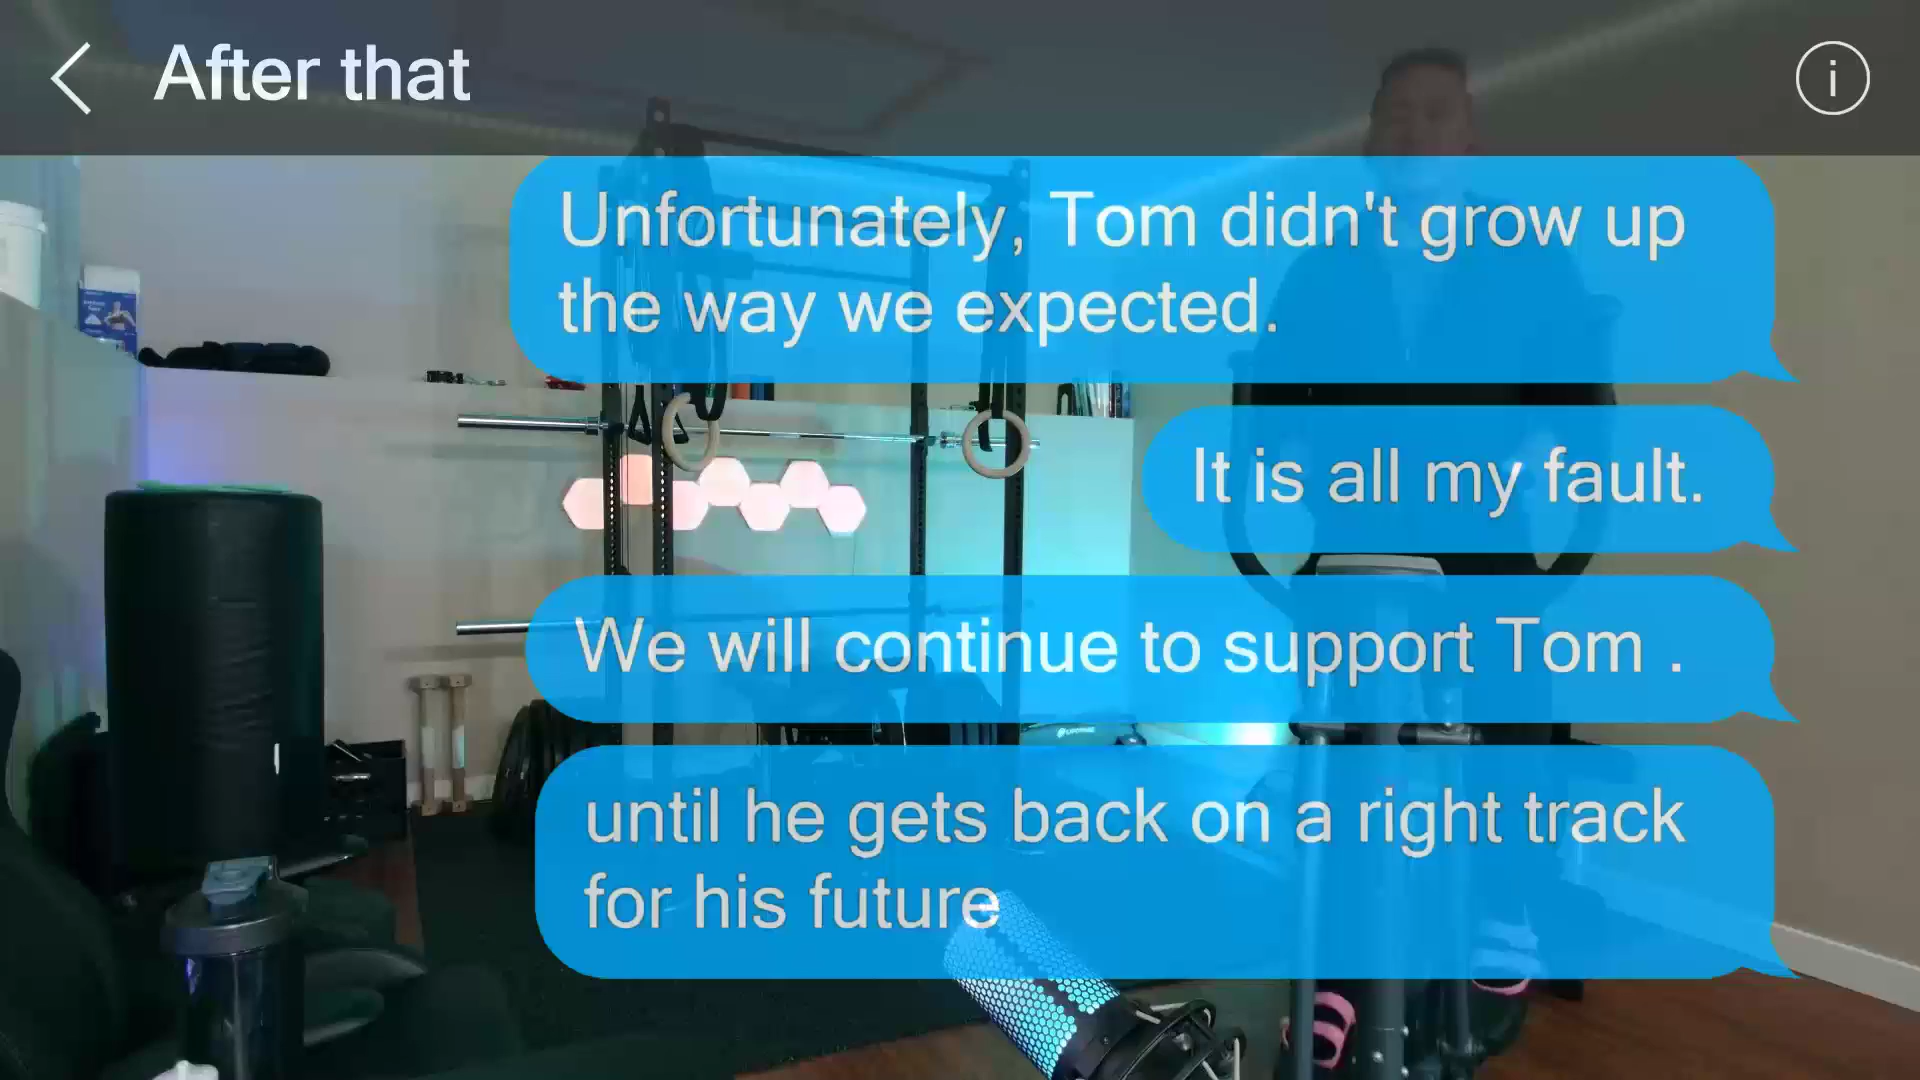 After that
Unfortunately, Tom didn't grow up
the way we expected.
It is all my fault.
We will continue to support Tom .
until he gets back on a right track
for his future